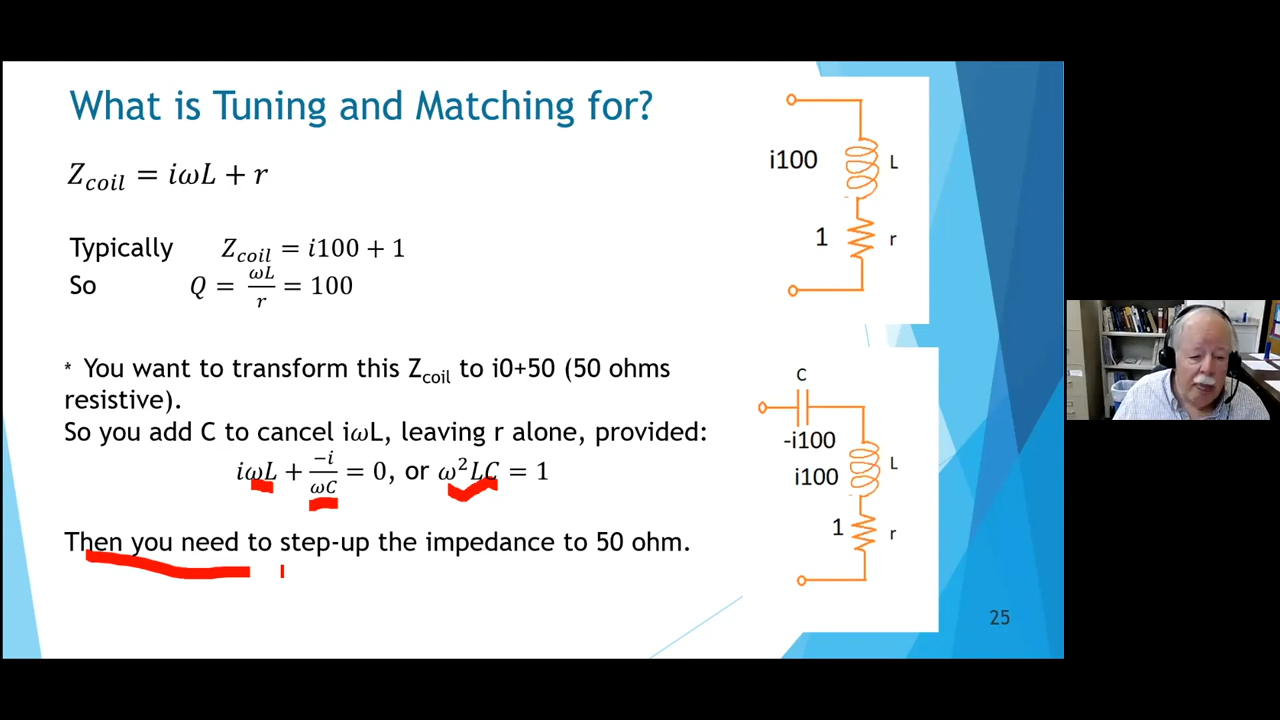 What is Tuning and Matching for?
Z_coil = iωL + r
Typically Z_coil = i100 + 1
So Q = ωL/r = 100
* You want to transform this Z_coil to i0+50 (50 ohms
resistive).
So you add C to cancel iωL, leaving r alone, provided:
iωL + −i/ωC = 0, or ω²LC = 1
Then you need to step-up the impedance to 50 ohm.
i100 L
1 r
C
-i100
i100 L
1 r
25